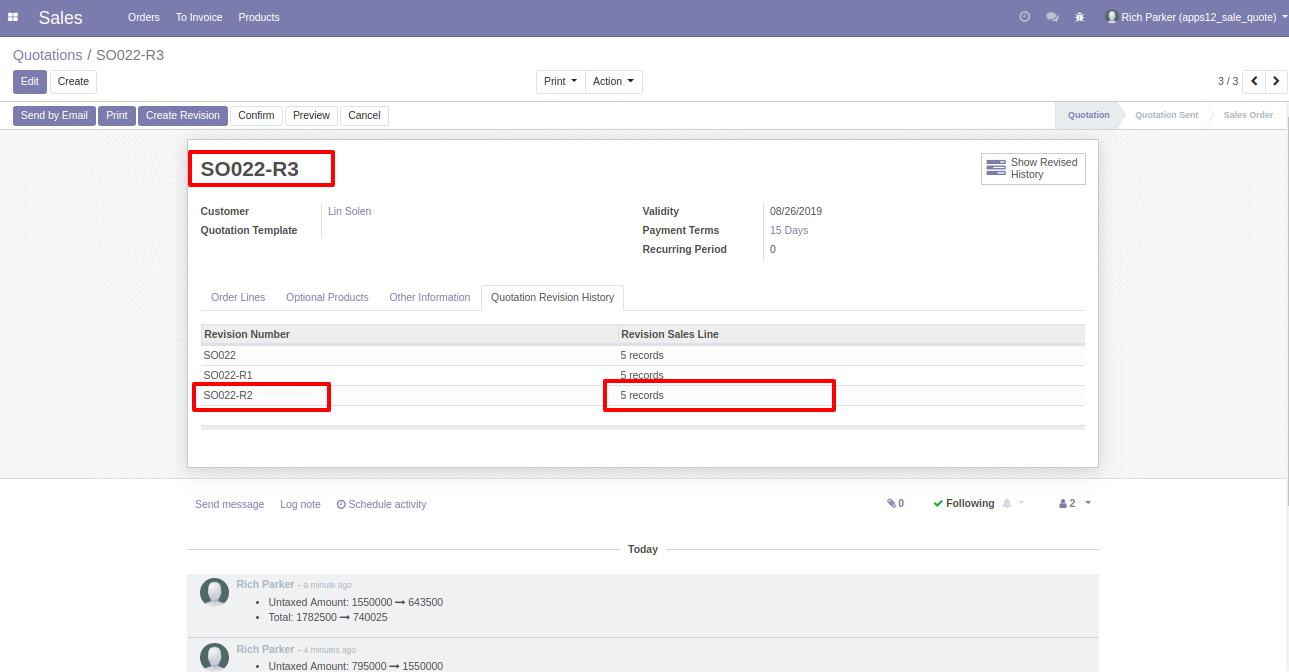 Sales Orders To Invoice Products Rich Parker (apps12_sale_quote)
Quotations / SO022-R3
Edit Create Print Action 3 / 3
Send by Email Print Create Revision Confirm Preview Cancel Quotation Quotation Sent Sales Order
SO022-R3
Show Revised
History
Customer Lin Solen Validity 08/26/2019
Quotation Template Payment Terms 15 Days
Recurring Period 0
Order Lines Optional Products Other Information Quotation Revision History
Revision Number Revision Sales Line
SO022 5 records
SO022-R1 5 records
SO022-R2 5 records
Send message Log note Schedule activity 0 Following 2
Today
Rich Parker - a minute ago
• Untaxed Amount: 1550000 → 643500
• Total: 1782500 → 740025
Rich Parker - 4 minutes ago
• Untaxed Amount: 795000 → 1550000